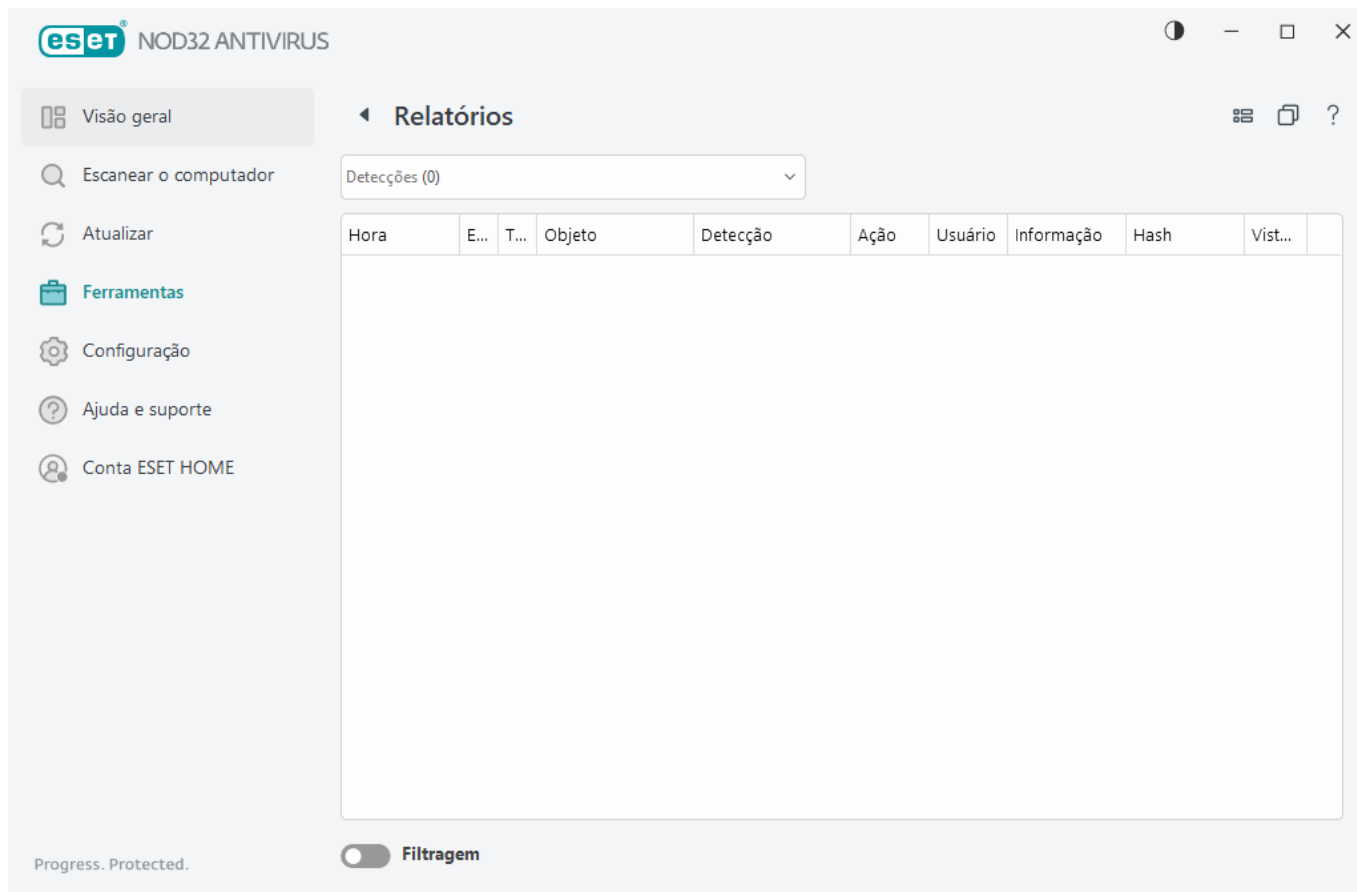 eset® NOD32 ANTIVIRUS
Visão geral
Escanear o computador
Atualizar
Ferramentas
Configuração
Ajuda e suporte
Conta ESET HOME
Progress. Protected.
Relatórios
?
Detecções (0)
Hora E... T... Objeto Detecção Ação Usuário Informação Hash Vist...
Filtragem